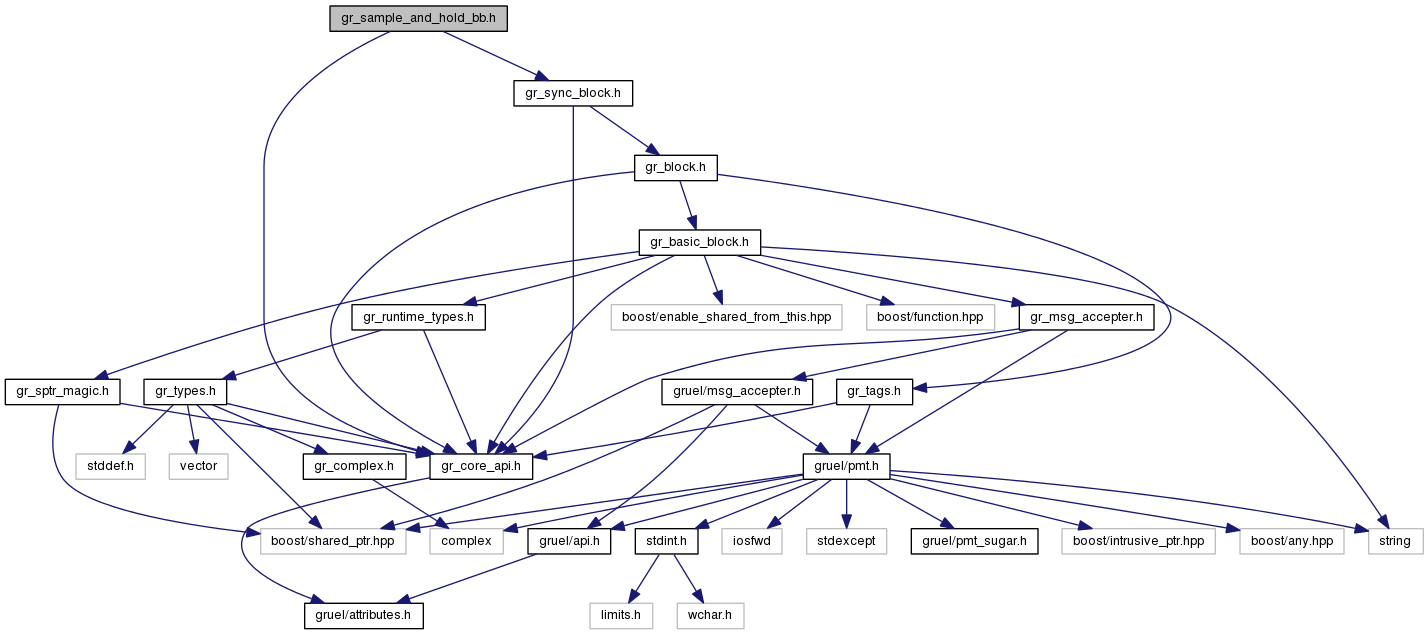 gr_sample_and_hold_bb.h
gr_sync_block.h
gr_block.h
gr_basic_block.h
gr_runtime_types.h
boost/enable_shared_from_this.hpp
boost/function.hpp
gr_msg_accepter.h
gr_sptr_magic.h
gr_types.h
gruel/msg_accepter.h
gr_tags.h
stddef.h
vector
gr_complex.h
gr_core_api.h
gruel/pmt.h
boost/shared_ptr.hpp
complex
gruel/api.h
stdint.h
iosfwd
stdexcept
gruel/pmt_sugar.h
boost/intrusive_ptr.hpp
boost/any.hpp
string
gruel/attributes.h
limits.h
wchar.h